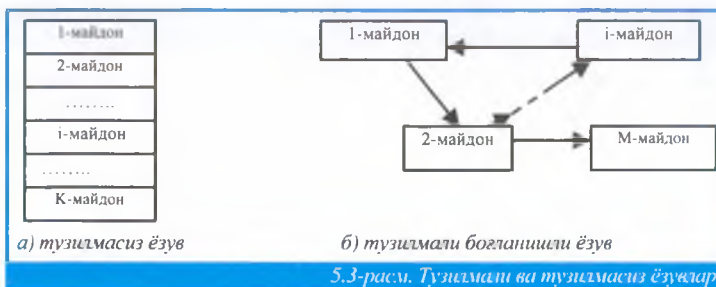 1-майдон
2-майдон
........
i-майдон
........
К-майдон
а) тузилмасиз ёзув
1-майдон
i-майдон
2-майдон
М-майдон
б) тузилмали боғланишли ёзув
5.3-расм. Тузилмали ва тузилмасиз ёзувлар